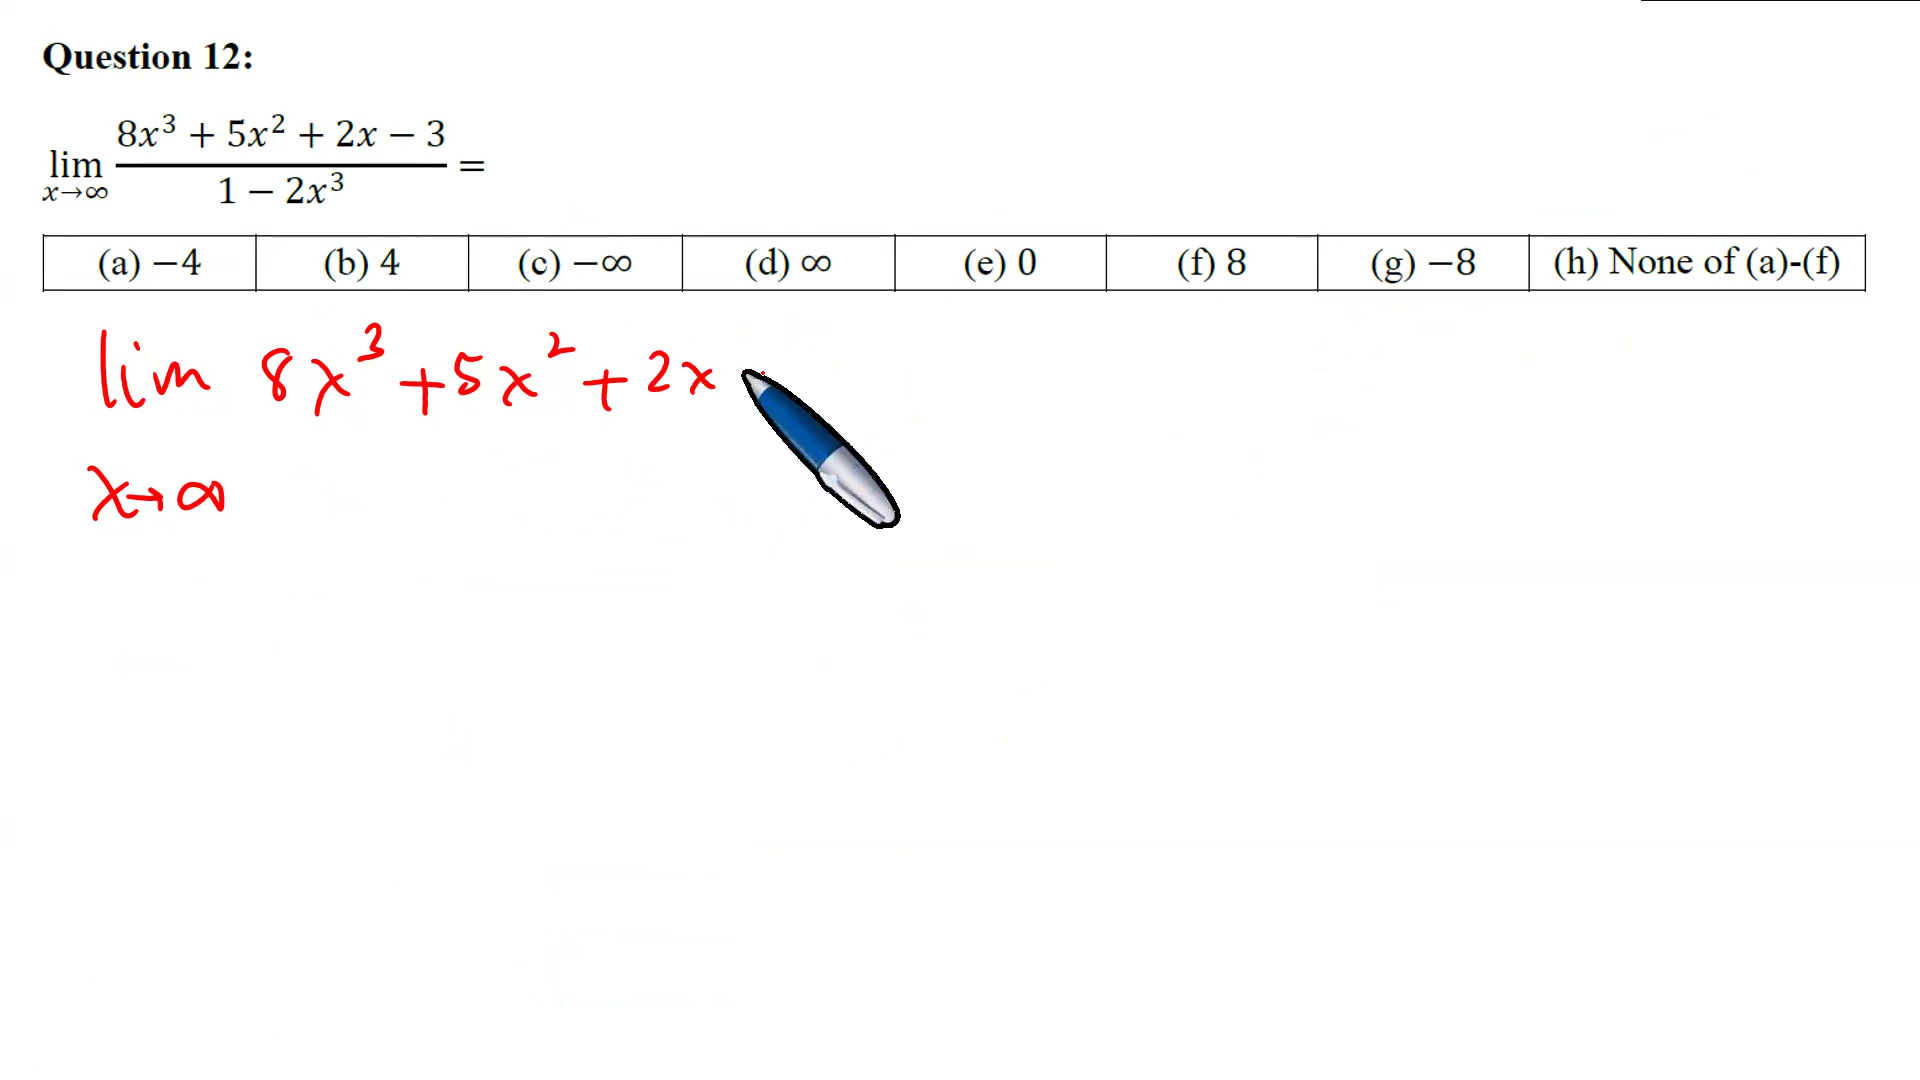 Question 12:
lim x→∞ (8x³ + 5x² + 2x − 3)/(1 − 2x³) =
(a) −4 (b) 4 (c) −∞ (d) ∞ (e) 0 (f) 8 (g) −8 (h) None of (a)-(f)
lim 8x³ + 5x² + 2x
x→∞